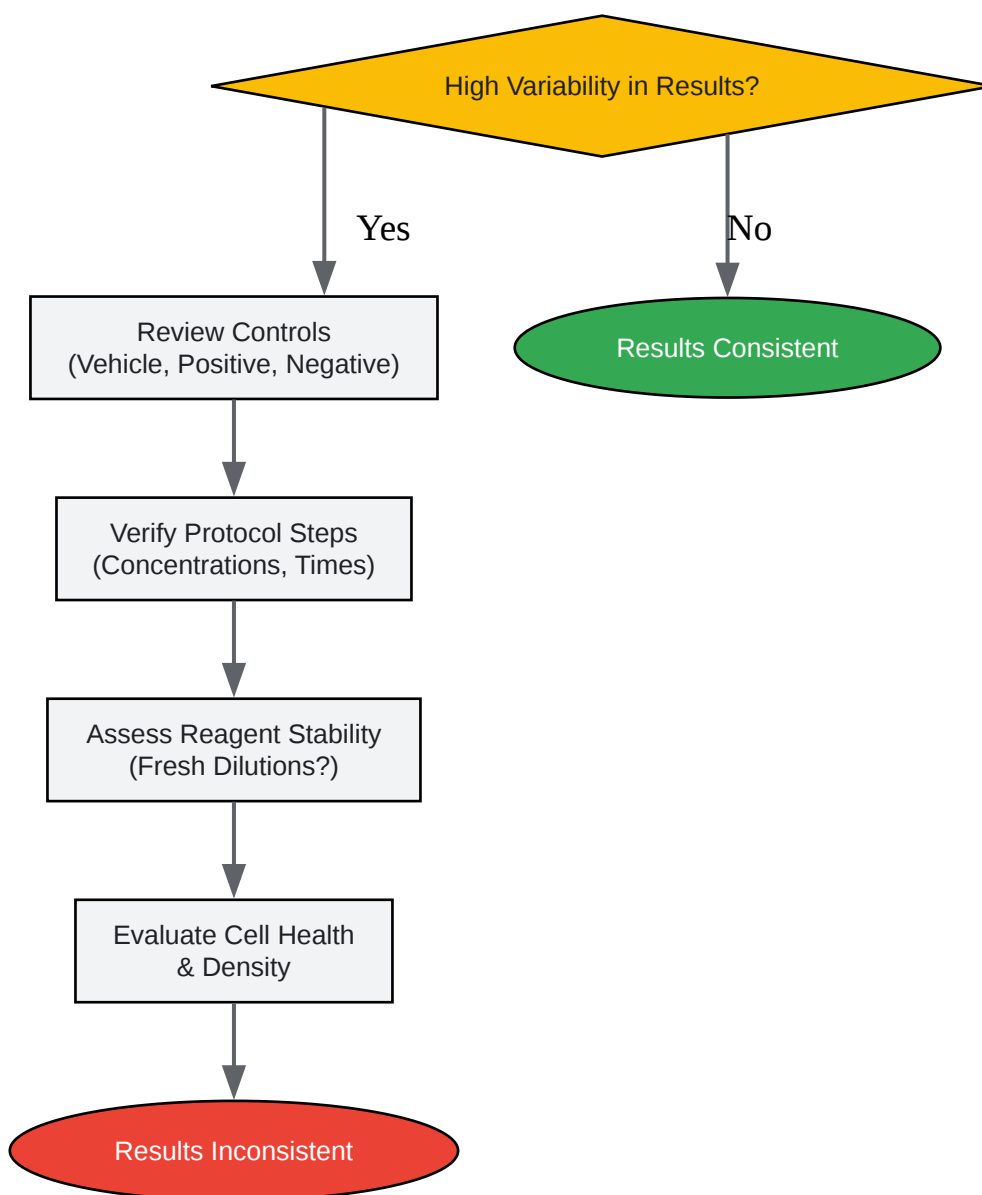 High Variability in Results?
Yes
No
Review Controls
(Vehicle, Positive, Negative)
Results Consistent
Verify Protocol Steps
(Concentrations, Times)
Assess Reagent Stability
(Fresh Dilutions?)
Evaluate Cell Health
& Density
Results Inconsistent